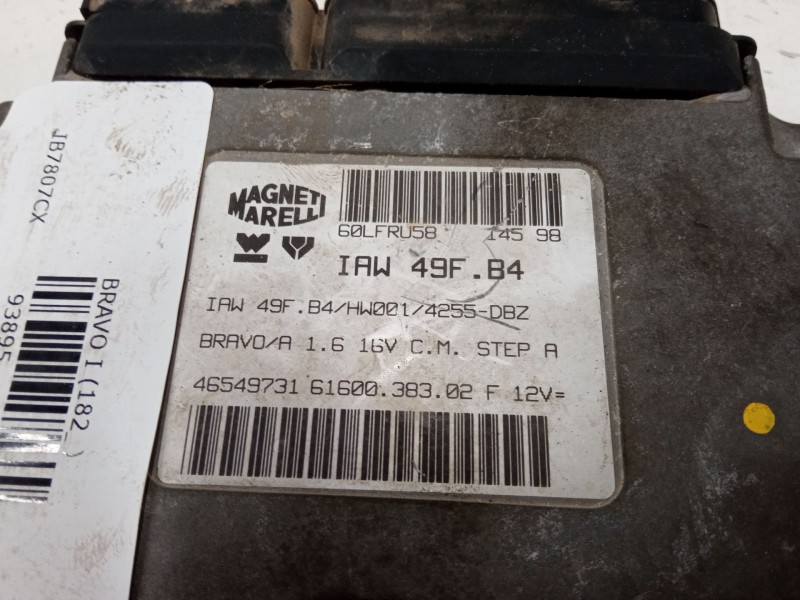 MAGNETI
MARELLI
60LFRU58 145 98
IAW 49F.B4
IAW 49F.B4/HW001/4255-DBZ
BRAVO/A 1.6 16V C.M. STEP A
46549731 61600.383.02 F 12V=
JB7807CX
BRAVO I (182_)
93895